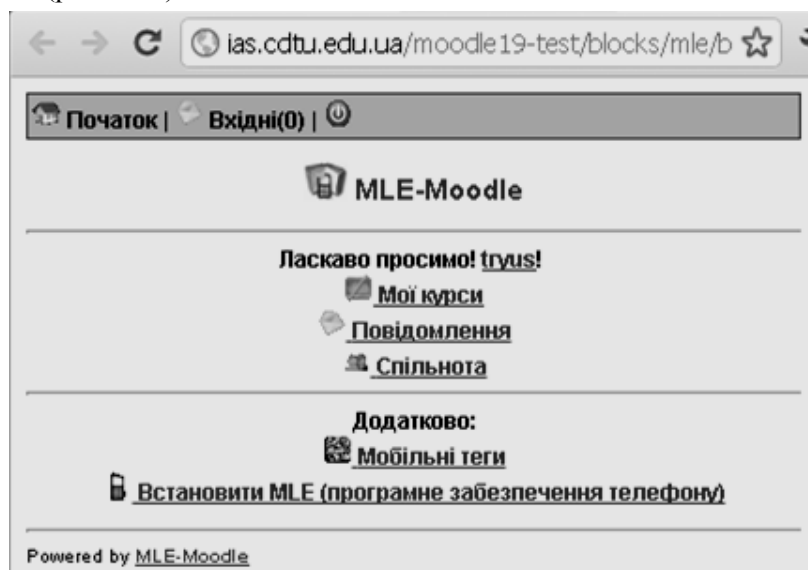 ias.cdtu.edu.ua/moodle19-test/blocks/mle/b
Початок | Вхідні(0) |
MLE-Moodle
Ласкаво просимо! tryus!
Мої курси
Повідомлення
Спільнота
Додатково:
Мобільні теги
Встановити MLE (програмне забезпечення телефону)
Powered by MLE-Moodle